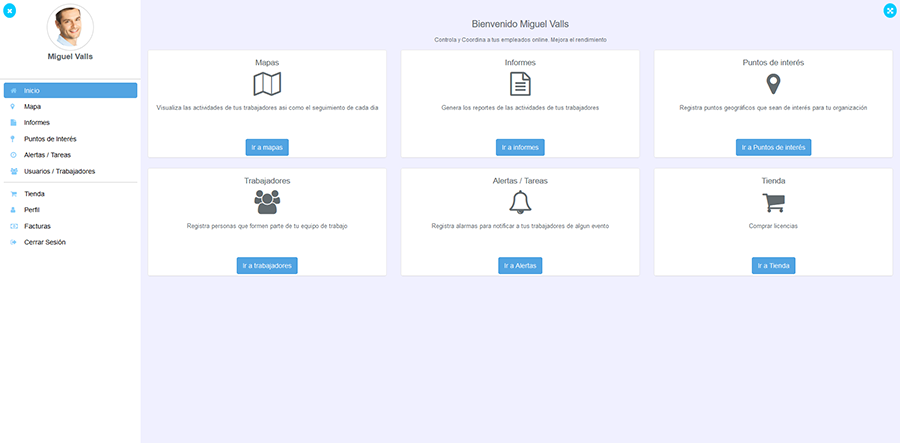 Miguel Valls
Inicio
Mapa
Informes
Puntos de Interés
Alertas / Tareas
Usuarios / Trabajadores
Tienda
Perfil
Facturas
Cerrar Sesión
Bienvenido Miguel Valls
Controla y Coordina a tus empleados online. Mejora el rendimiento
Mapas
Visualiza las actividades de tus trabajadores asi como el seguimiento de cada dia
Ir a mapas
Informes
Genera los reportes de las actividades de tus trabajadores
Ir a informes
Puntos de interés
Registra puntos geográficos que sean de interés para tu organización
Ir a Puntos de interés
Trabajadores
Registra personas que formen parte de tu equipo de trabajo
Ir a trabajadores
Alertas / Tareas
Registra alarmas para notificar a tus trabajadores de algun evento
Ir a Alertas
Tienda
Comprar licencias
Ir a Tienda